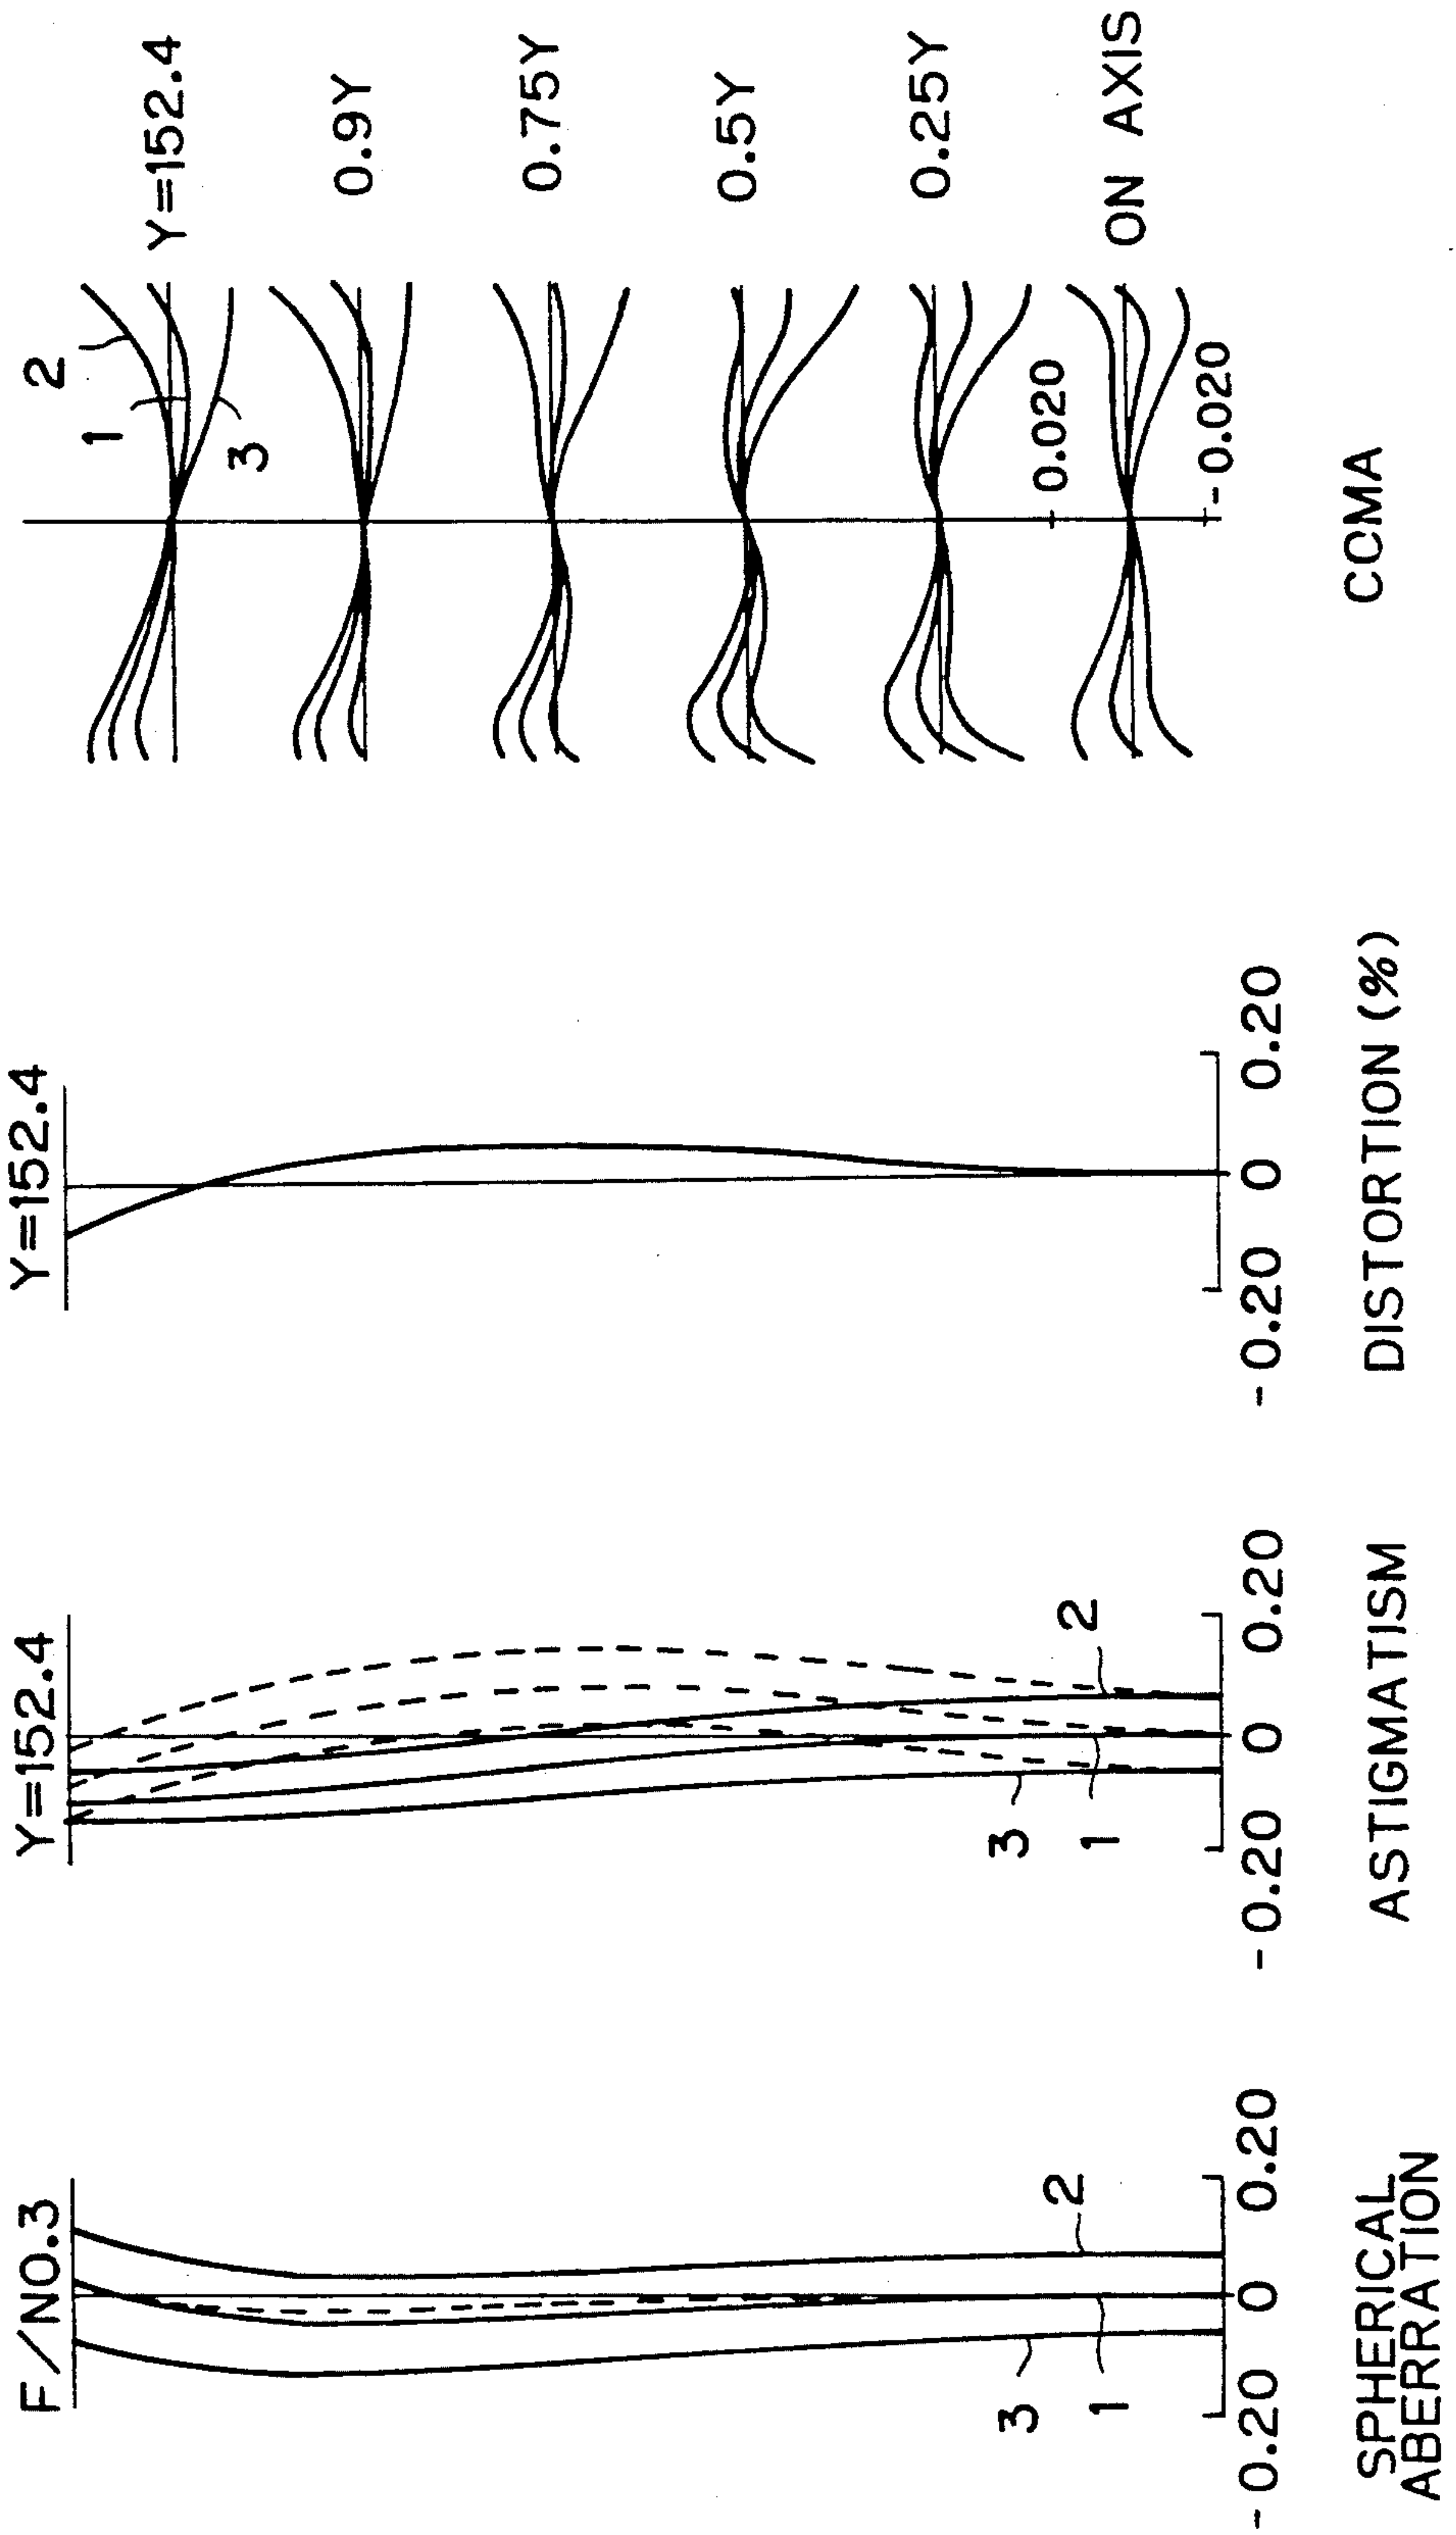 F/NO.3
3
1
2
-0.20 0 0.20
SPHERICAL
ABERRATION
Y=152.4
3
1
2
-0.20 0 0.20
ASTIGMATISM
Y=152.4
-0.20 0 0.20
DISTORTION (%)
2
1
3
Y=152.4
0.9Y
0.75Y
0.5Y
0.25Y
0.020
ON AXIS
-0.020
CCMA